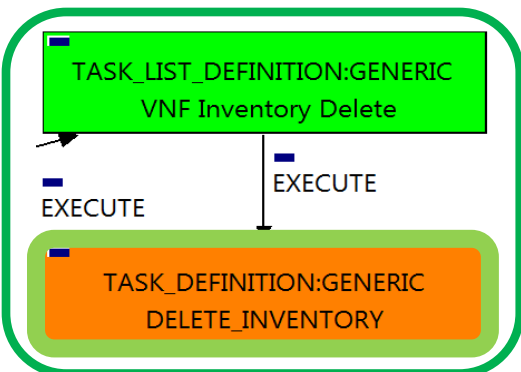 TASK_LIST_DEFINITION:GENERIC
VNF Inventory Delete
EXECUTE
EXECUTE
TASK_DEFINITION:GENERIC
DELETE_INVENTORY